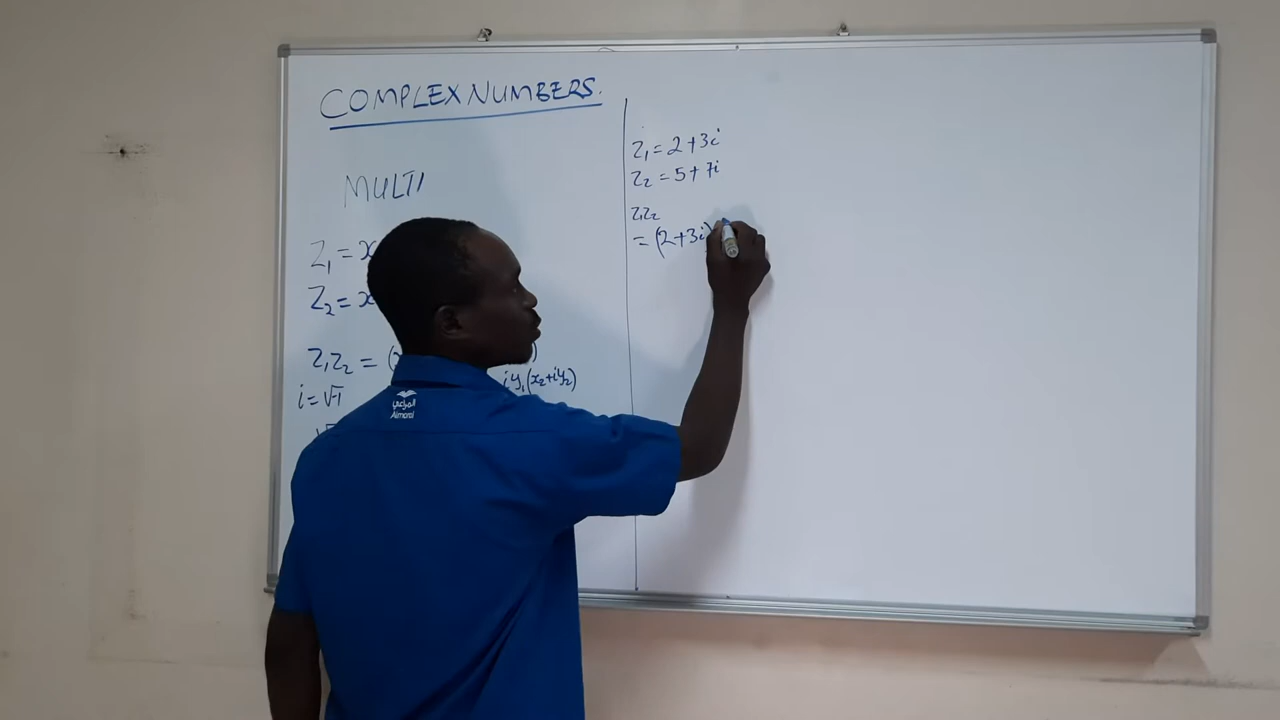 COMPLEX NUMBERS.
MULTI
Z₁ = x
Z₂ = x
Z₁Z₂ = (x )
iy₁(x₂+iy₂)
i = √-1
Z₁ = 2 + 3i
Z₂ = 5 + 7i
Z₁Z₂
= (2+3i)
المراعي
Almarai